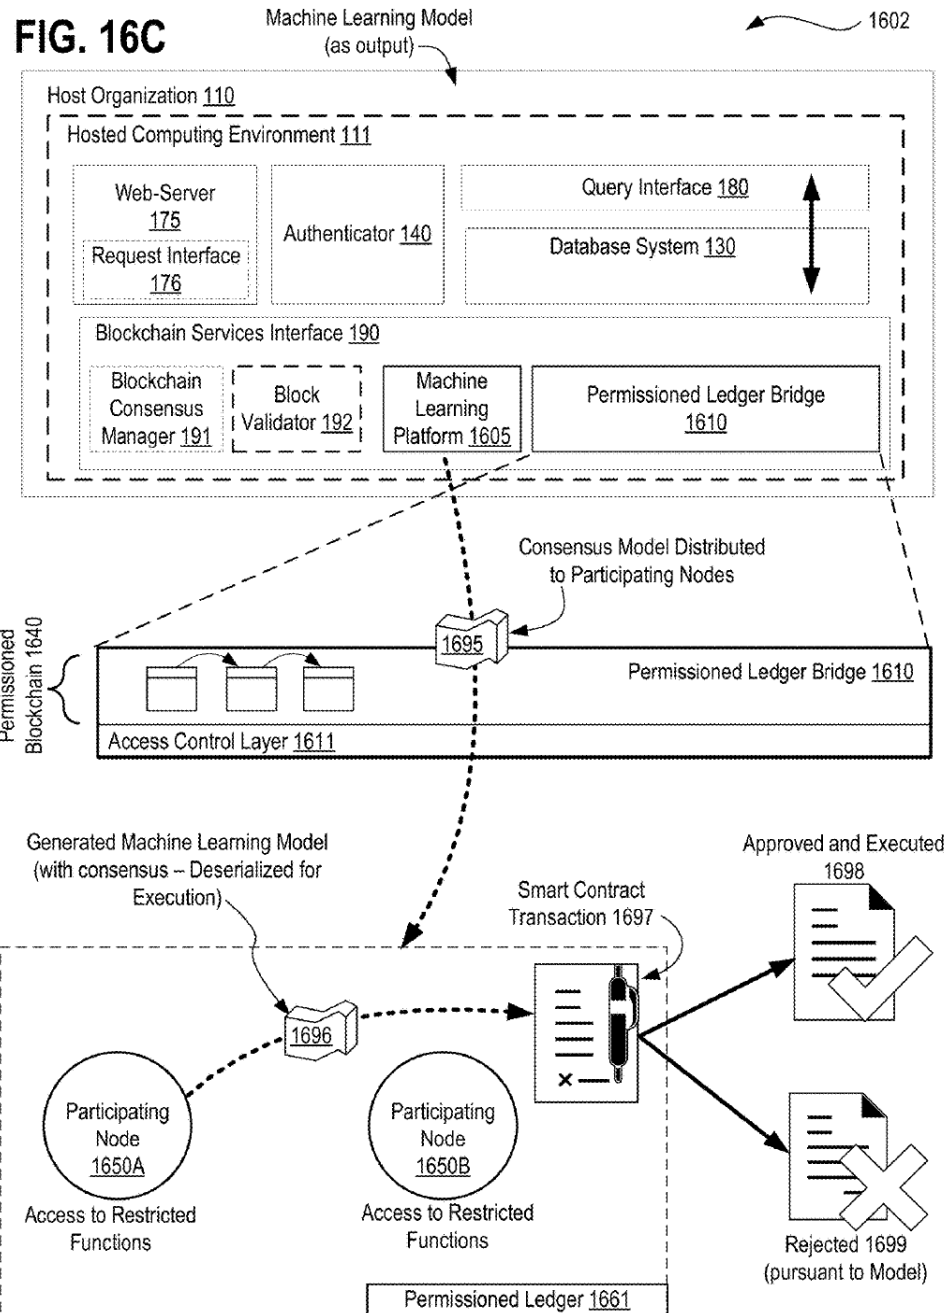 FIG. 16C
Machine Learning Model
(as output)
1602
Host Organization 110
Hosted Computing Environment 111
Web-Server
175
Request Interface
176
Authenticator 140
Query Interface 180
Database System 130
Blockchain Services Interface 190
Blockchain
Consensus
Manager 191
Block
Validator 192
Machine
Learning
Platform 1605
Permissioned Ledger Bridge
1610
Consensus Model Distributed
to Participating Nodes
1695
Permissioned
Blockchain 1640
Permissioned Ledger Bridge 1610
Access Control Layer 1611
Generated Machine Learning Model
(with consensus – Deserialized for
Execution)
Smart Contract
Transaction 1697
Approved and Executed
1698
1696
Participating
Node
1650A
Access to Restricted
Functions
Participating
Node
1650B
Access to Restricted
Functions
Rejected 1699
(pursuant to Model)
Permissioned Ledger 1661